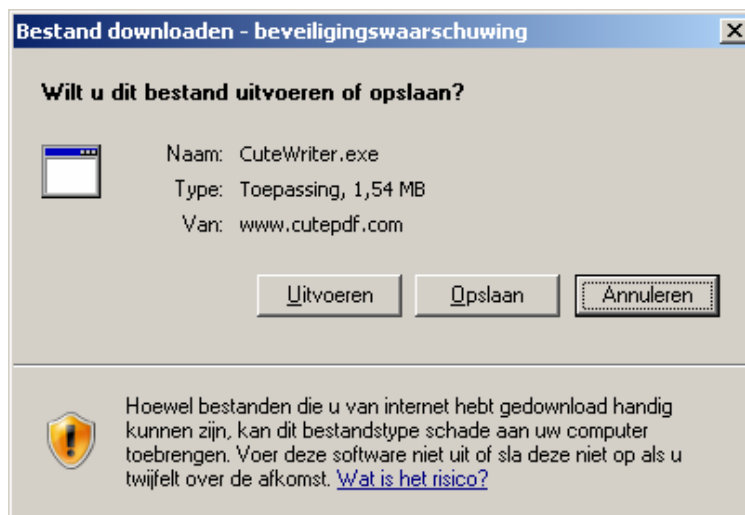 Bestand downloaden - beveiligingswaarschuwing
Wilt u dit bestand uitvoeren of opslaan?
Naam: CuteWriter.exe
Type: Toepassing, 1,54 MB
Van: www.cutepdf.com
Uitvoeren Opslaan Annuleren
Hoewel bestanden die u van internet hebt gedownload handig
kunnen zijn, kan dit bestandstype schade aan uw computer
toebrengen. Voer deze software niet uit of sla deze niet op als u
twijfelt over de afkomst. Wat is het risico?